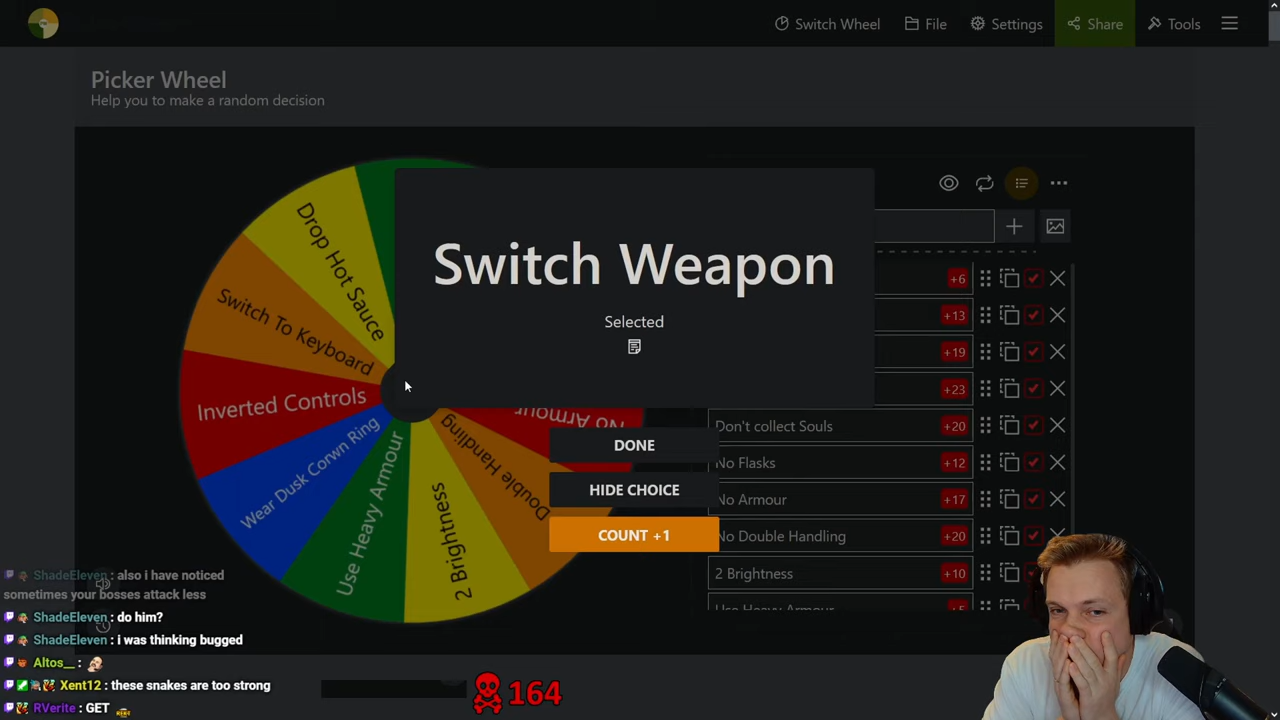 Switch Wheel
File
Settings
Share
Tools
Picker Wheel
Help you to make a random decision
Drop Hot Sauce
Switch To Keyboard
Inverted Controls
Wear Dusk Corwn Ring
Use Heavy Armour
2 Brightness
Double Handling
No Armour
Switch Weapon
Selected
DONE
HIDE CHOICE
COUNT +1
+6
+13
+19
+23
Don't collect Souls +20
No Flasks +12
No Armour +17
No Double Handling +20
2 Brightness +10
Use Heavy Armour +5
ShadeEleven : also i have noticed
sometimes your bosses attack less
ShadeEleven : do him?
ShadeEleven : i was thinking bugged
Altos__ :
Xent12 : these snakes are too strong
RVerite : GET
164